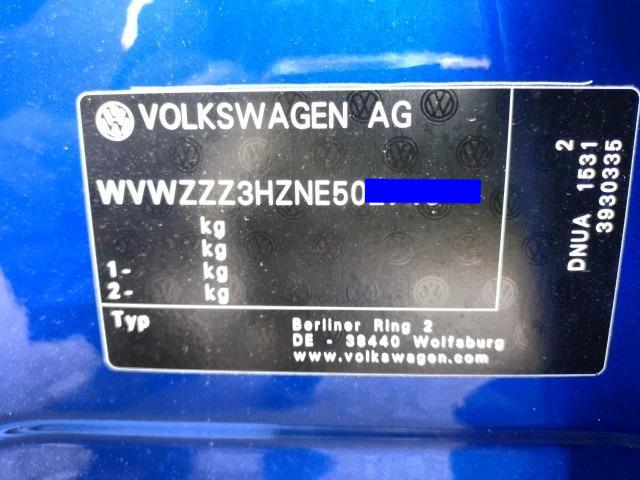 VOLKSWAGEN AG
WVWZZZ3HZNE50
kg
kg
1- kg
2- kg
Typ
Berliner Ring 2
DE - 38440 Wolfsburg
www.volkswagen.com
2
DNUA 1531
3930335